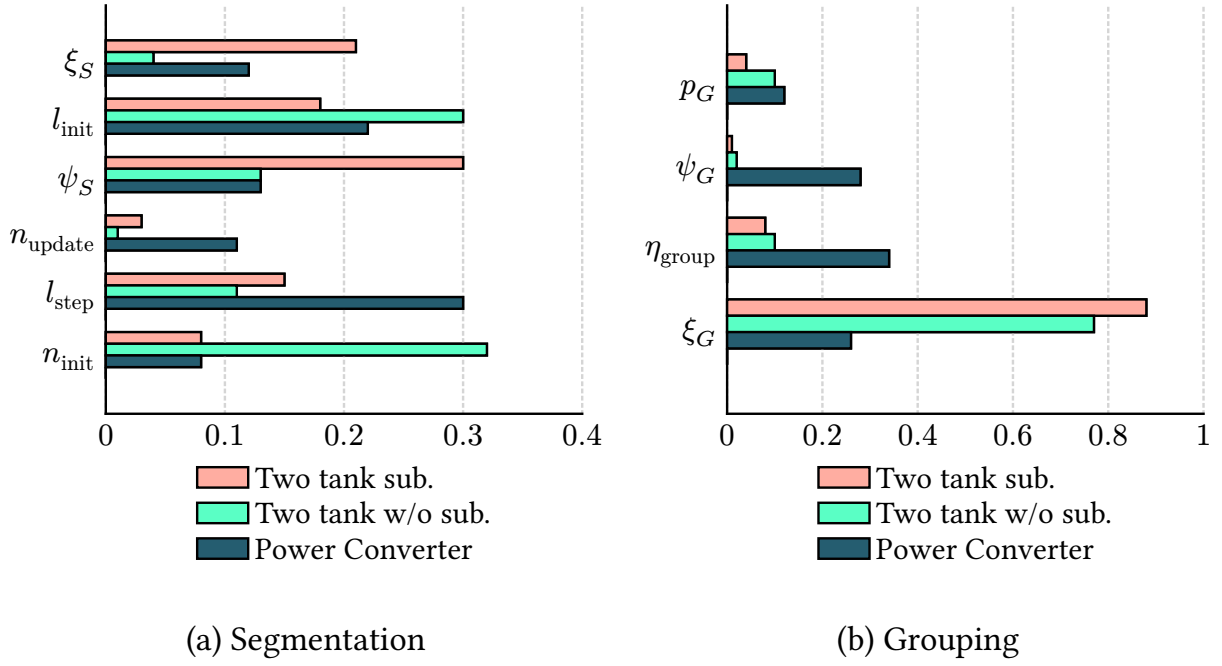 ξ_S
l_init
ψ_S
n_update
l_step
n_init
0 0.1 0.2 0.3 0.4
Two tank sub.
Two tank w/o sub.
Power Converter
(a) Segmentation
p_G
ψ_G
η_group
ξ_G
0 0.2 0.4 0.6 0.8 1
Two tank sub.
Two tank w/o sub.
Power Converter
(b) Grouping